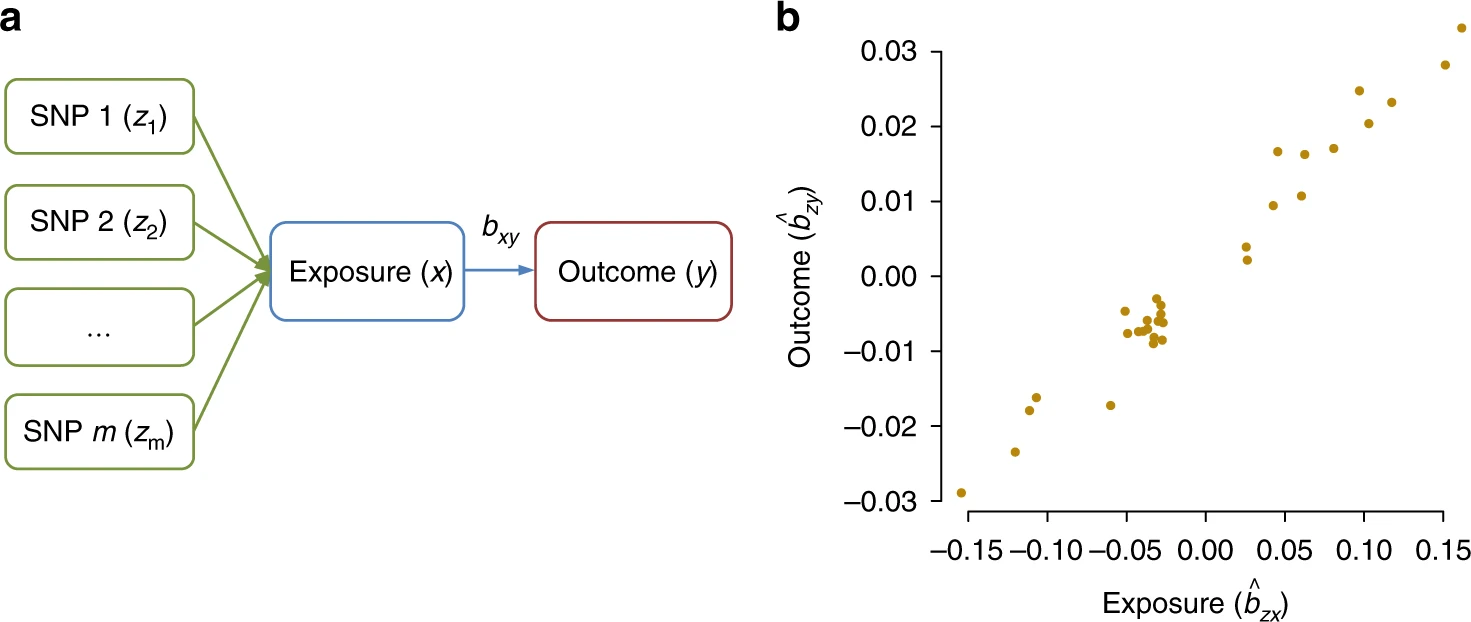 a
SNP 1 (z1)
SNP 2 (z2)
...
SNP m (zm)
Exposure (x)
bxy
Outcome (y)
b
Outcome (b̂zy)
0.03
0.02
0.01
0.00
–0.01
–0.02
–0.03
–0.15 –0.10 –0.05 0.00 0.05 0.10 0.15
Exposure (b̂zx)